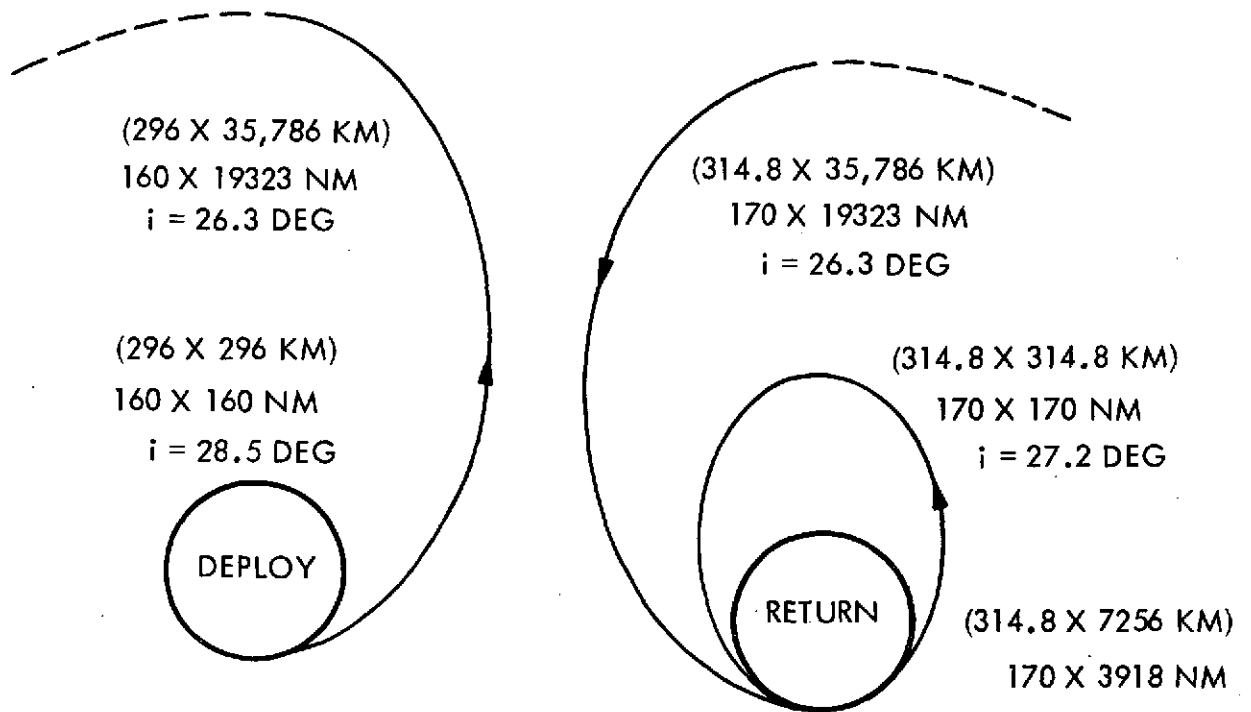 (296 X 35,786 KM)
160 X 19323 NM
i = 26.3 DEG
(296 X 296 KM)
160 X 160 NM
i = 28.5 DEG
DEPLOY
(314.8 X 35,786 KM)
170 X 19323 NM
i = 26.3 DEG
(314.8 X 314.8 KM)
170 X 170 NM
i = 27.2 DEG
RETURN
(314.8 X 7256 KM)
170 X 3918 NM